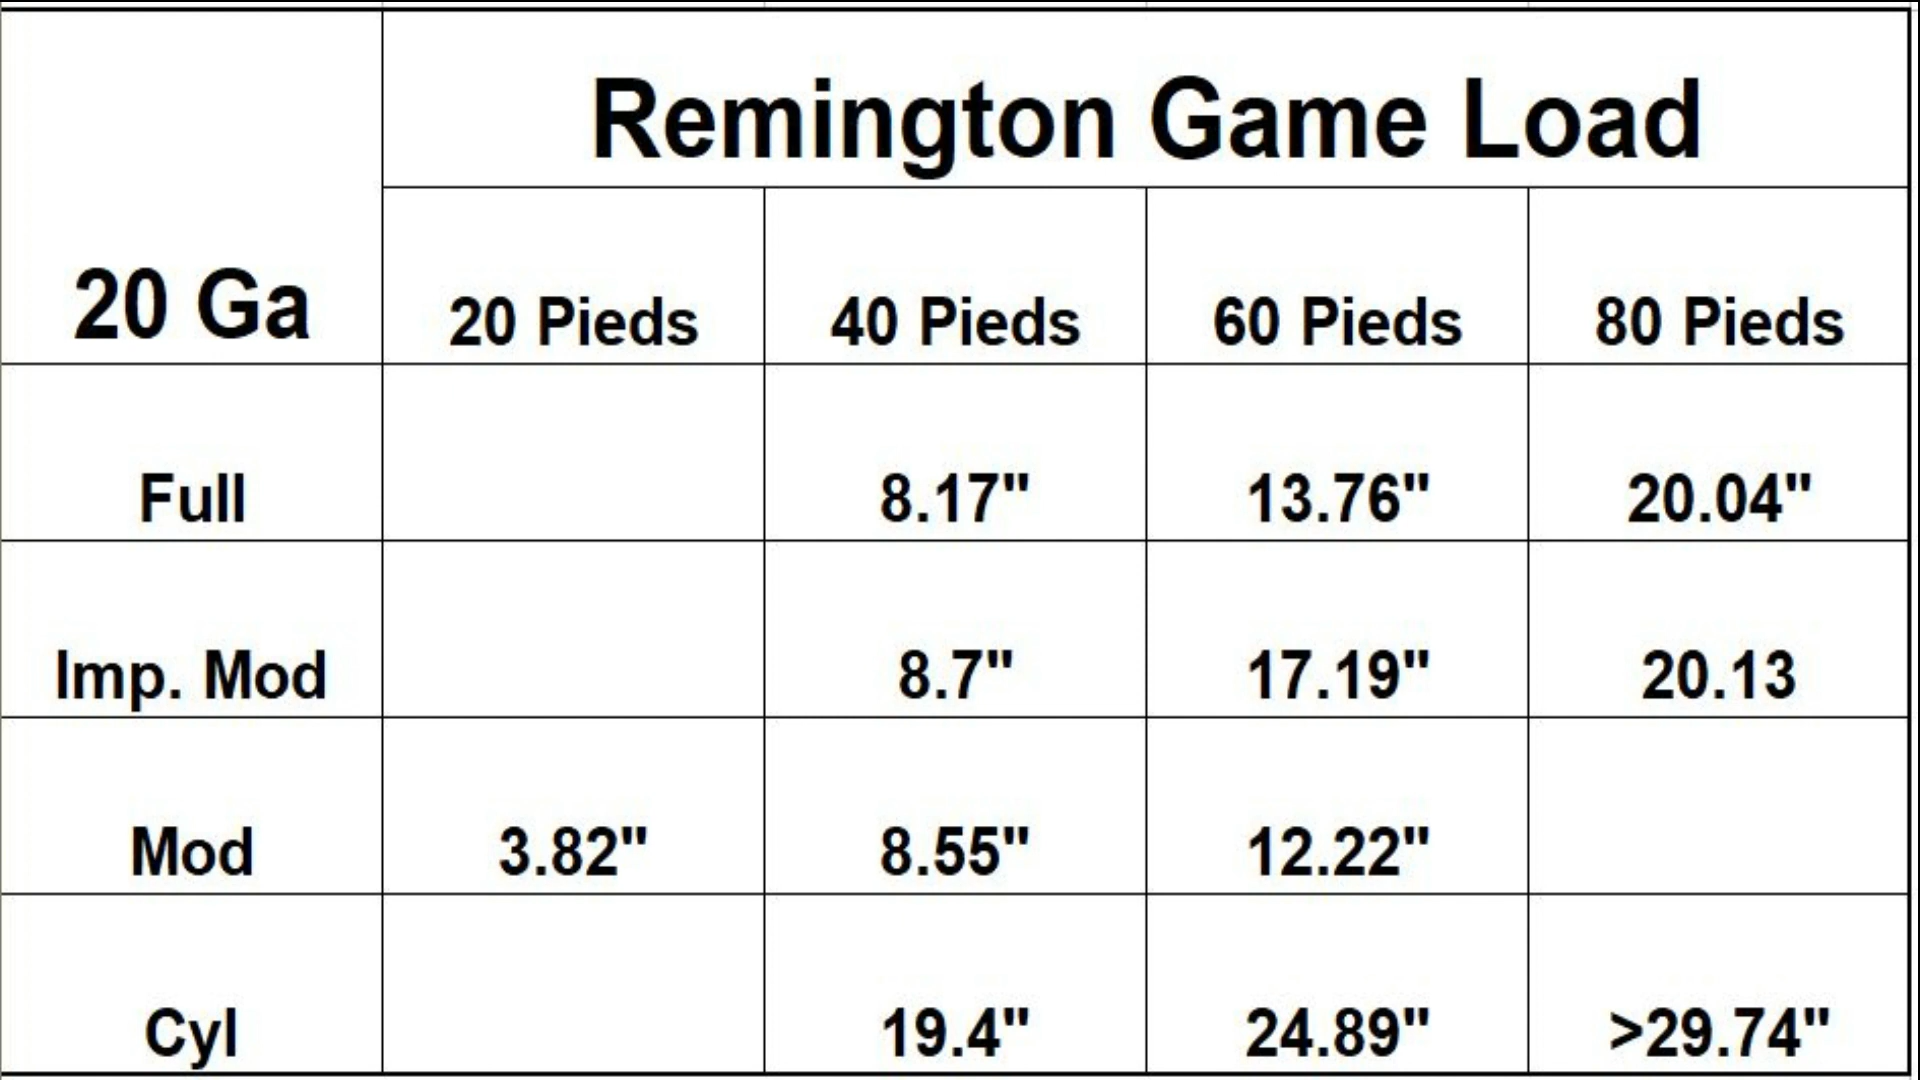 Remington Game Load
20 Ga 20 Pieds 40 Pieds 60 Pieds 80 Pieds
Full 8.17" 13.76" 20.04"
Imp. Mod 8.7" 17.19" 20.13
Mod 3.82" 8.55" 12.22"
Cyl 19.4" 24.89" >29.74"